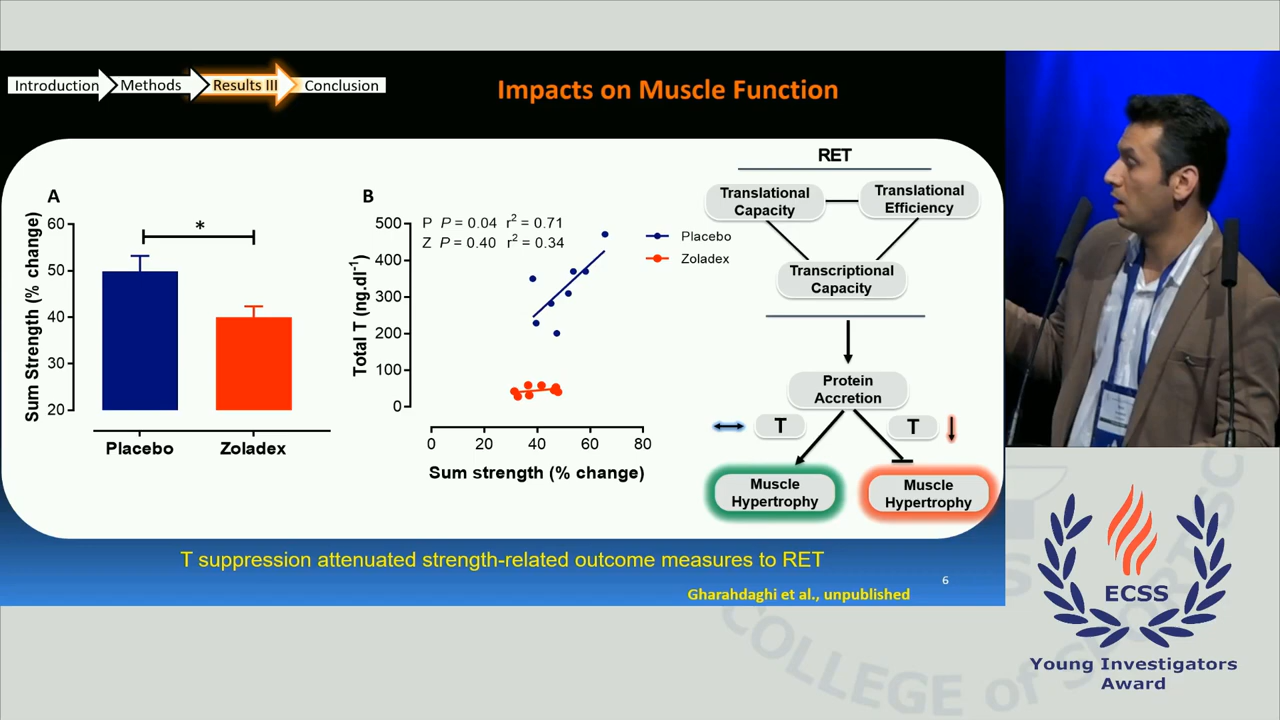 Introduction
Methods
Results III
Conclusion
Impacts on Muscle Function
A
Sum Strength (% change)
60
50
40
30
20
*
Placebo
Zoladex
B
P P = 0.04 r² = 0.71
Z P = 0.40 r² = 0.34
Total T (ng.dl⁻¹)
500
400
300
200
100
0
0 20 40 60 80
Sum strength (% change)
Placebo
Zoladex
RET
Translational
Capacity
Translational
Efficiency
Transcriptional
Capacity
Protein
Accretion
T
T
Muscle
Hypertrophy
Muscle
Hypertrophy
T suppression attenuated strength-related outcome measures to RET
6
Gharahdaghi et al., unpublished
ECSS
Young Investigators
Award
COLLEGE of